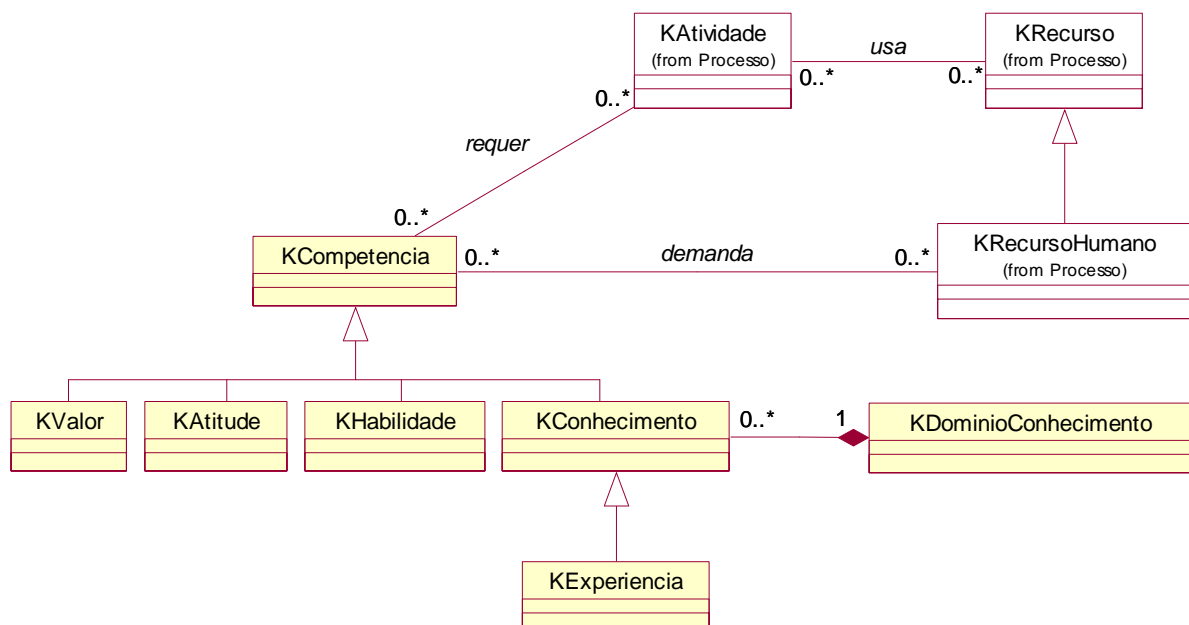 KAtividade
(from Processo)
usa
KRecurso
(from Processo)
0..*
0..*
0..*
requer
0..*
KCompetencia
0..*
demanda
0..*
KRecursoHumano
(from Processo)
KValor
KAtitude
KHabilidade
KConhecimento
0..*
1
KDominioConhecimento
KExperiencia